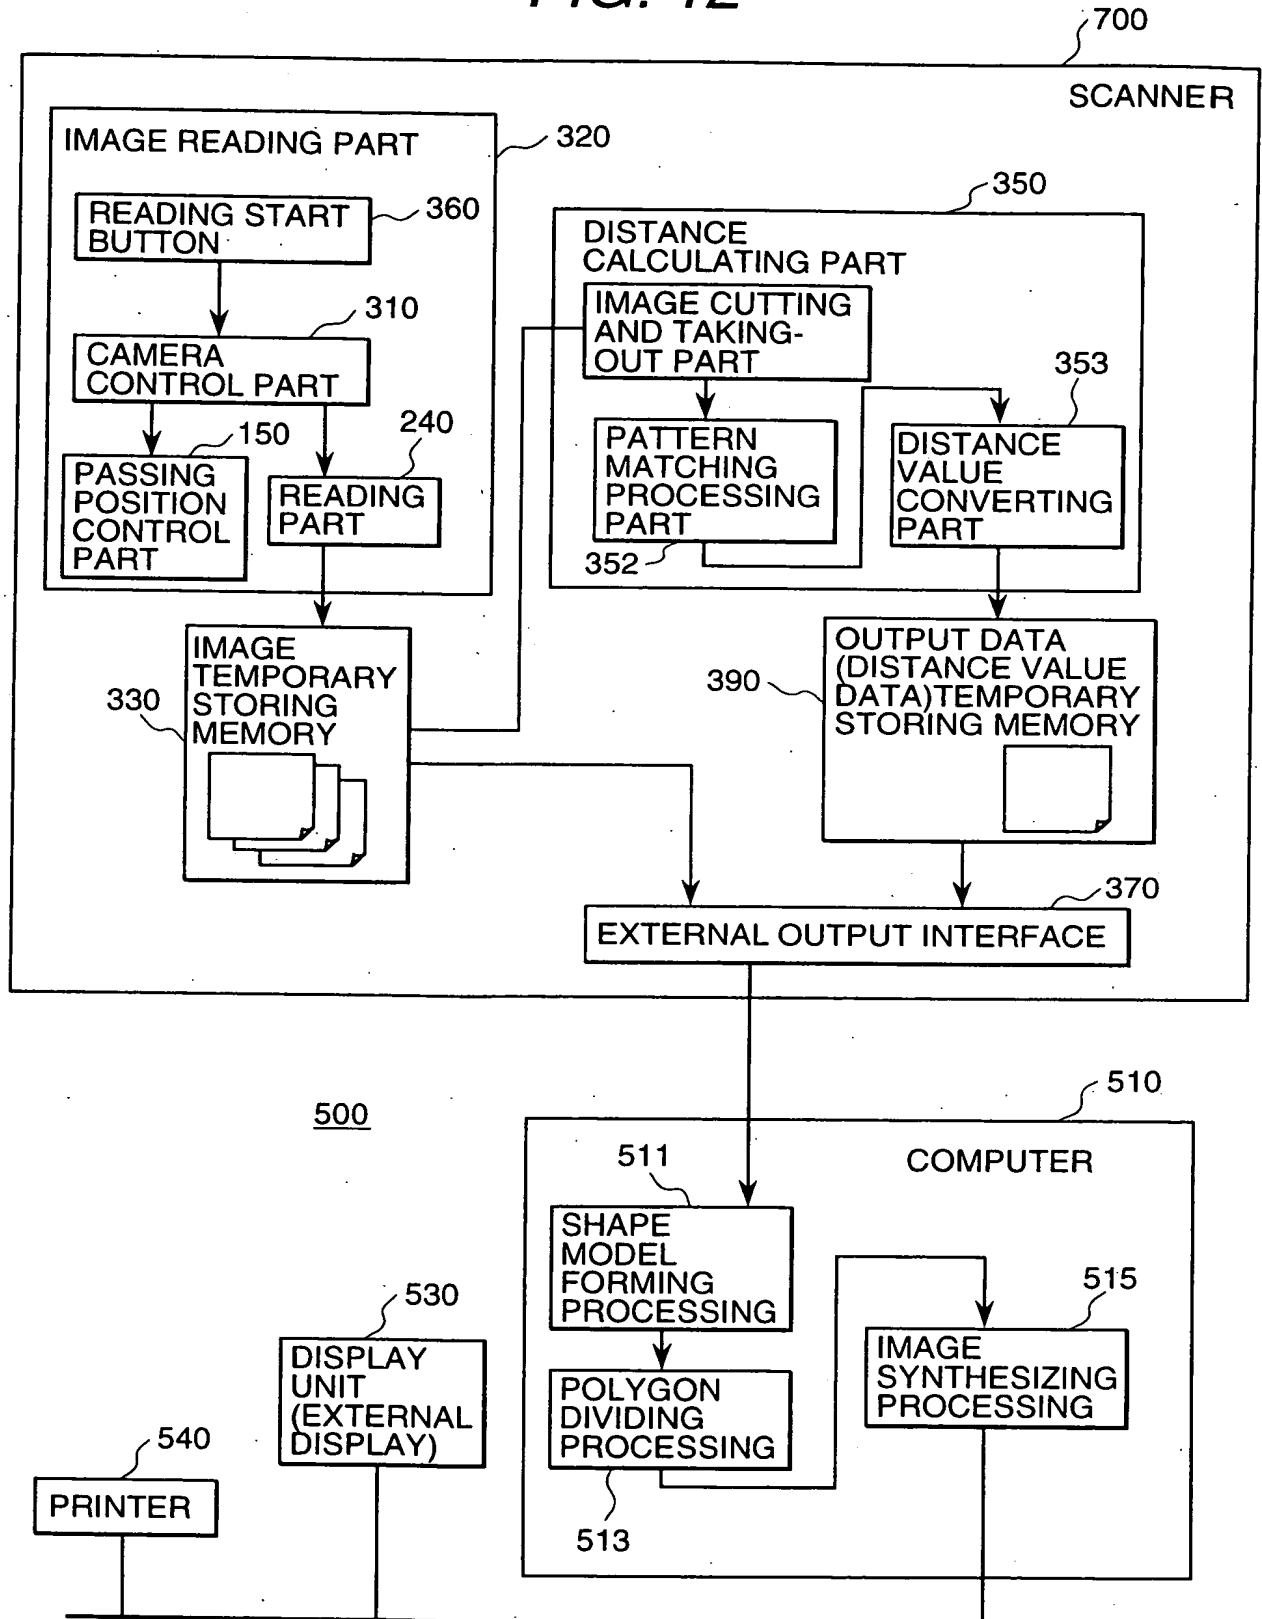 FIG. 12
700
SCANNER
IMAGE READING PART
320
READING START
BUTTON
360
310
CAMERA
CONTROL PART
150
240
PASSING
POSITION
CONTROL
PART
READING
PART
350
DISTANCE
CALCULATING PART
IMAGE CUTTING
AND TAKING-
OUT PART
353
PATTERN
MATCHING
PROCESSING
PART
352
DISTANCE
VALUE
CONVERTING
PART
IMAGE
TEMPORARY
STORING
MEMORY
330
390
OUTPUT DATA
(DISTANCE VALUE
DATA)TEMPORARY
STORING MEMORY
370
EXTERNAL OUTPUT INTERFACE
500
510
COMPUTER
511
SHAPE
MODEL
FORMING
PROCESSING
515
POLYGON
DIVIDING
PROCESSING
513
IMAGE
SYNTHESIZING
PROCESSING
530
DISPLAY
UNIT
(EXTERNAL
DISPLAY)
540
PRINTER